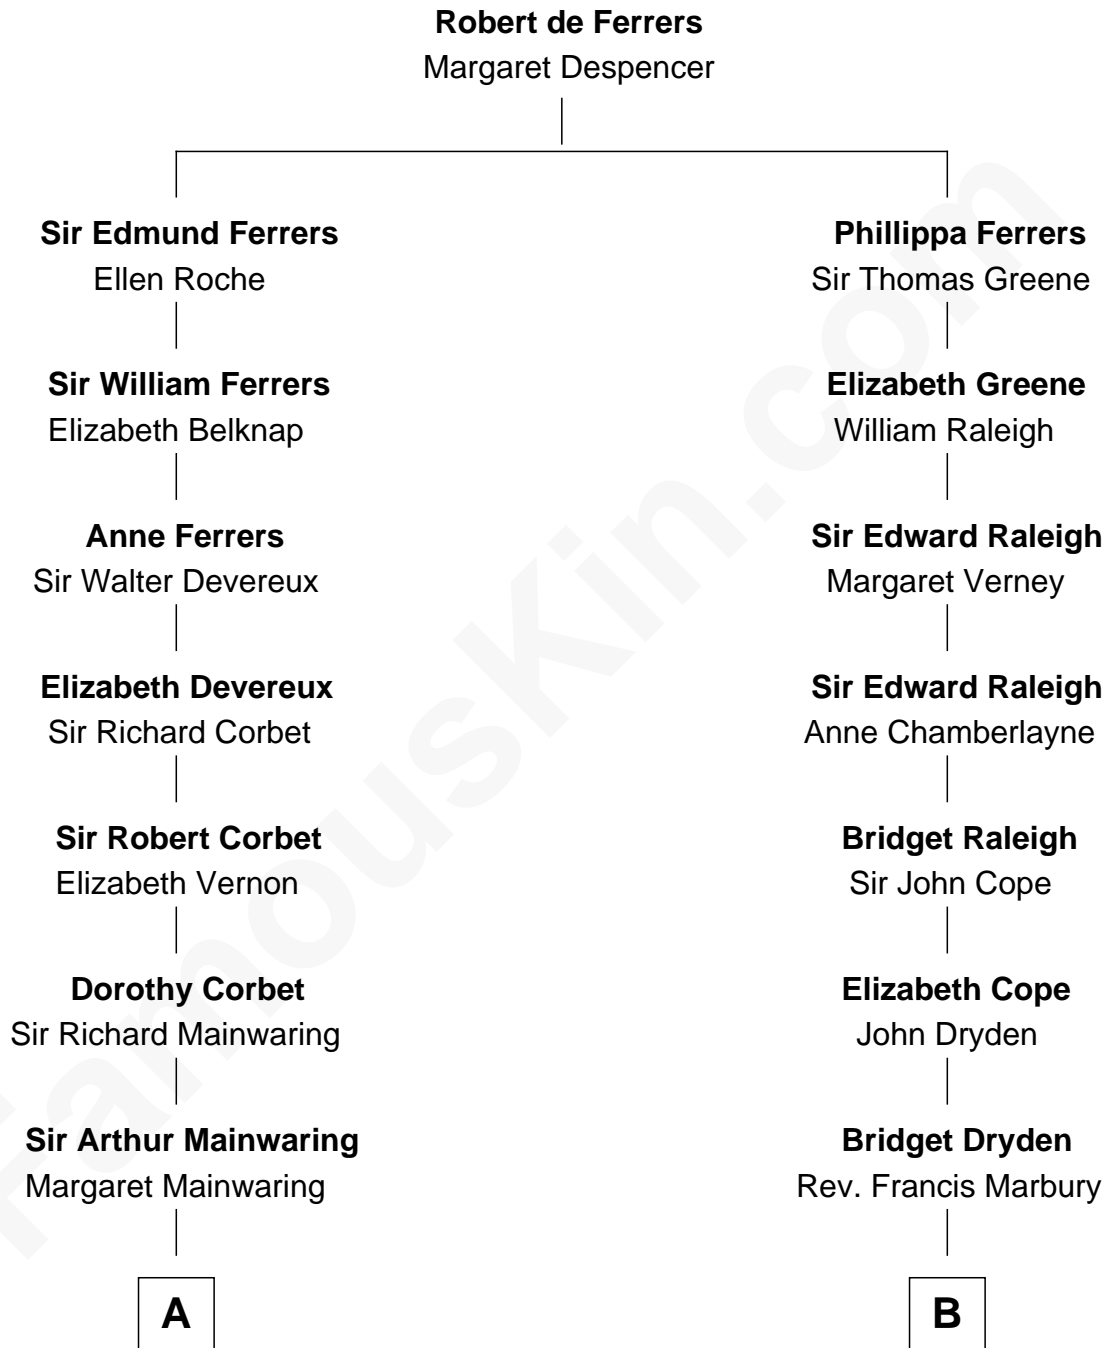 Robert de Ferrers
Margaret Despencer
Sir Edmund Ferrers
Ellen Roche
Phillippa Ferrers
Sir Thomas Greene
Sir William Ferrers
Elizabeth Belknap
Elizabeth Greene
William Raleigh
Anne Ferrers
Sir Walter Devereux
Sir Edward Raleigh
Margaret Verney
Elizabeth Devereux
Sir Richard Corbet
Sir Edward Raleigh
Anne Chamberlayne
Sir Robert Corbet
Elizabeth Vernon
Bridget Raleigh
Sir John Cope
Dorothy Corbet
Sir Richard Mainwaring
Elizabeth Cope
John Dryden
Sir Arthur Mainwaring
Margaret Mainwaring
Bridget Dryden
Rev. Francis Marbury
A
B
FamousKin.com